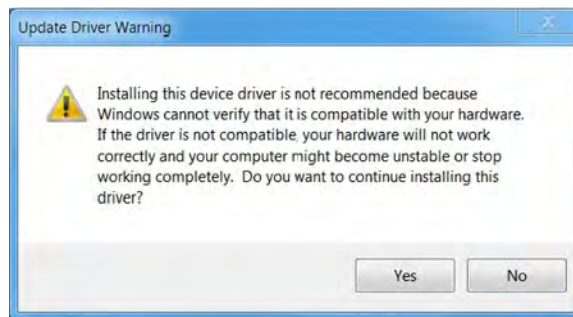 Update Driver Warning
Installing this device driver is not recommended because
Windows cannot verify that it is compatible with your hardware.
If the driver is not compatible, your hardware will not work
correctly and your computer might become unstable or stop
working completely. Do you want to continue installing this
driver?
Yes
No